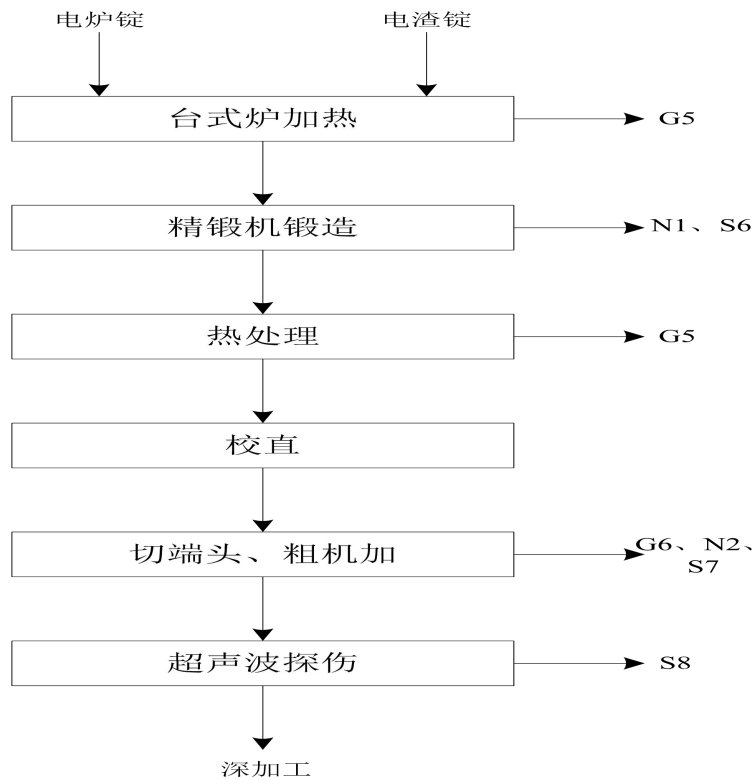 电炉锭
电渣锭
台式炉加热
G5
精锻机锻造
N1、S6
热处理
G5
校直
切端头、粗机加
G6、N2、
S7
超声波探伤
S8
深加工